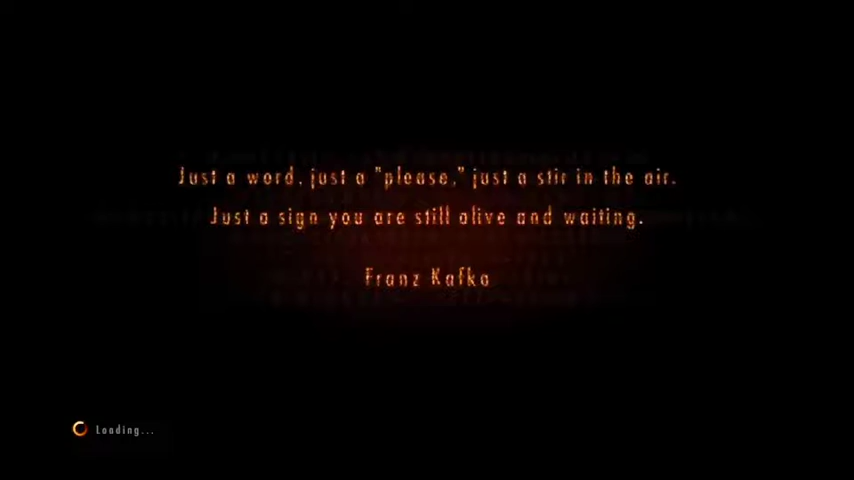 Just a word, just a "please," just a stir in the air.
Just a sign you are still alive and waiting.
Franz Kafka
Loading...